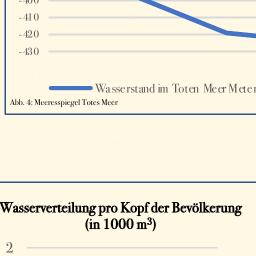 -400
-410
-420
-430
Wasserstand im Toten Meer Meter
Abb. 4: Meeresspiegel Totes Meer
Wasserverteilung pro Kopf der Bevölkerung
(in 1000 m³)
2